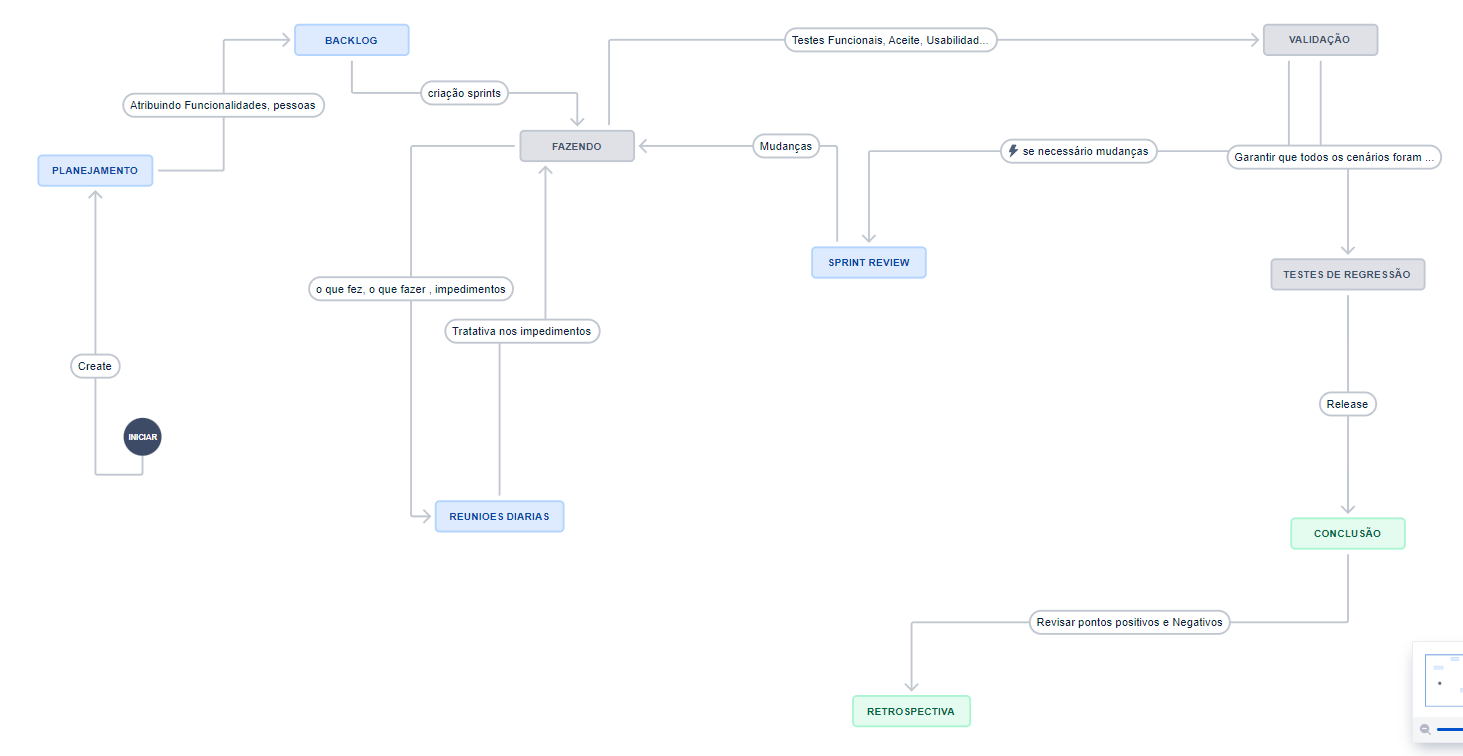 BACKLOG
Testes Funcionais, Aceite, Usabilidad...
VALIDAÇÃO
criação sprints
Atribuindo Funcionalidades, pessoas
FAZENDO
Mudanças
se necessário mudanças
Garantir que todos os cenários foram ...
PLANEJAMENTO
SPRINT REVIEW
TESTES DE REGRESSÃO
o que fez, o que fazer , impedimentos
Tratativa nos impedimentos
Create
Release
INICIAR
REUNIOES DIARIAS
CONCLUSÃO
Revisar pontos positivos e Negativos
RETROSPECTIVA